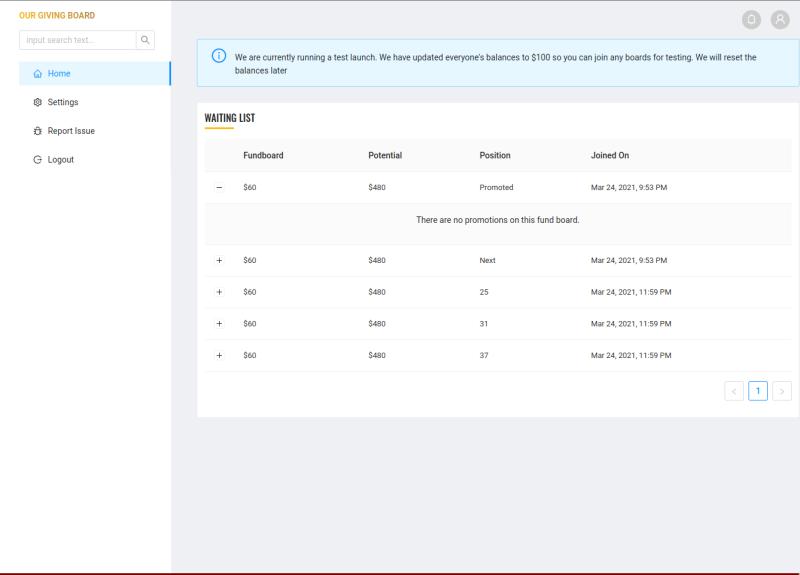 OUR GIVING BOARD
input search text...
Home
Settings
Report Issue
Logout
We are currently running a test launch. We have updated everyone's balances to $100 so you can join any boards for testing. We will reset the
balances later
WAITING LIST
Fundboard Potential Position Joined On
$60 $480 Promoted Mar 24, 2021, 9:53 PM
There are no promotions on this fund board.
$60 $480 Next Mar 24, 2021, 9:53 PM
$60 $480 25 Mar 24, 2021, 11:59 PM
$60 $480 31 Mar 24, 2021, 11:59 PM
$60 $480 37 Mar 24, 2021, 11:59 PM
< 1 >